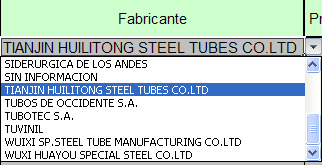 Fabricante Pr
TIANJIN HUILITONG STEEL TUBES CO.LTD
SIDERURGICA DE LOS ANDES
SIN INFORMACION
TIANJIN HUILITONG STEEL TUBES CO.LTD
TUBOS DE OCCIDENTE S.A.
TUBOTEC S.A.
TUVINIL
WUIXI SP.STEEL TUBE MANUFACTURING CO.LTD
WUXI HUAYOU SPECIAL STEEL CO.LTD